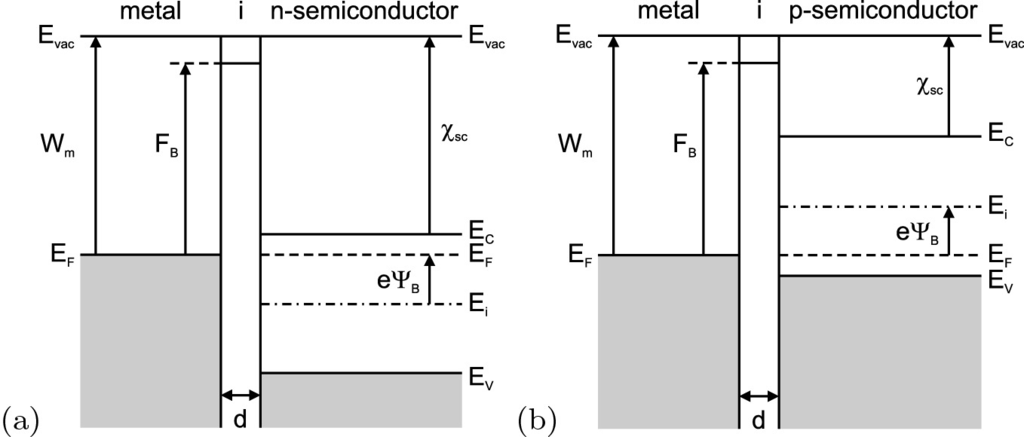 metal i n-semiconductor
E_vac E_vac
W_m F_B χ_sc
E_C
E_F E_F
eΨ_B
E_i
E_V
d
(a)
metal i p-semiconductor
E_vac E_vac
χ_sc
W_m F_B E_C
E_i
eΨ_B
E_F E_F
E_V
d
(b)